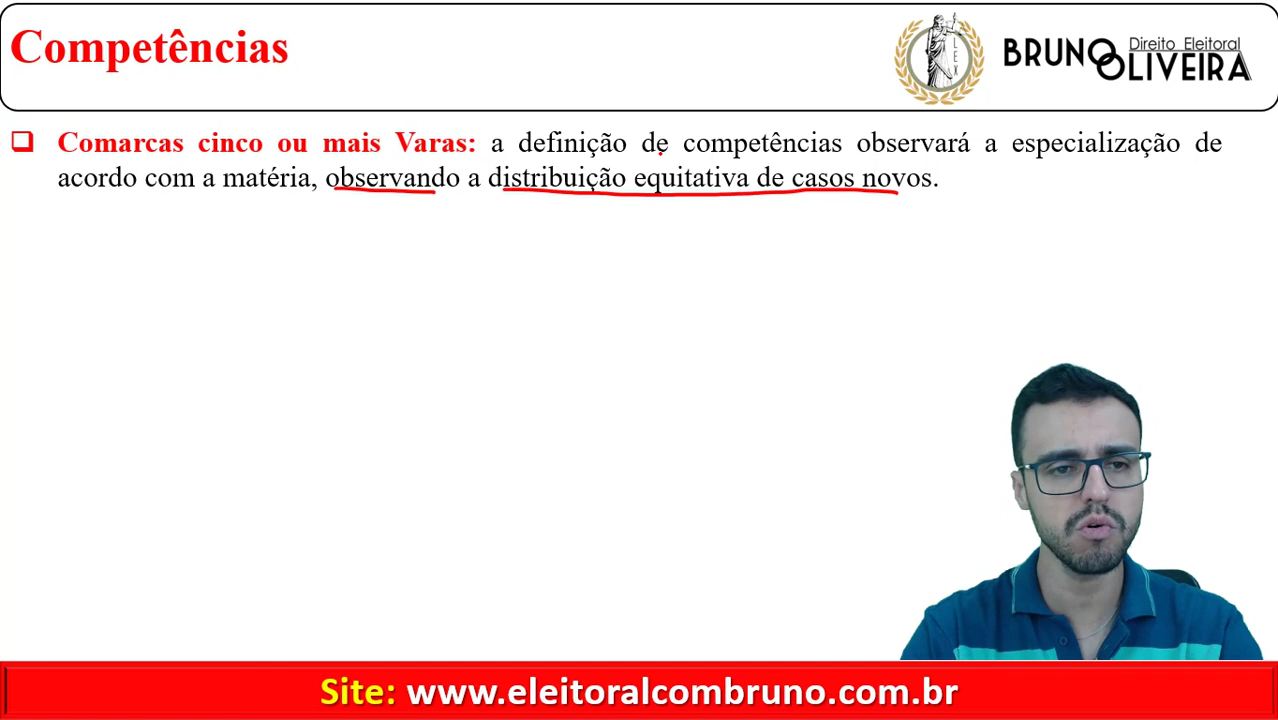 Competências
LEX
BRUNO OLIVEIRA
Direito Eleitoral
❑ Comarcas cinco ou mais Varas: a definição de competências observará a especialização de
acordo com a matéria, observando a distribuição equitativa de casos novos.
Site: www.eleitoralcombruno.com.br